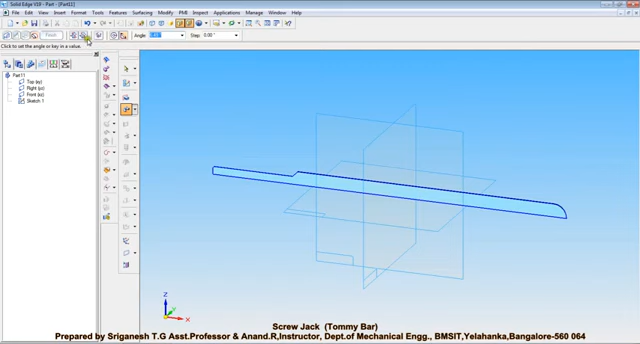 Solid Edge V19 - Part - [Part11]
File Edit View Insert Format Tools Features Surfacing Modify PMI Inspect Applications Manage Window Help
Finish Angle: Step: 0.00°
Click to set the angle or key in a value.
Part11
Top (xy)
Right (yz)
Front (xz)
Sketch 1
Z
Y
X
Screw Jack (Tommy Bar)
Prepared by Sriganesh T.G Asst.Professor & Anand.R,Instructor, Dept.of Mechanical Engg., BMSIT,Yelahanka,Bangalore-560 064